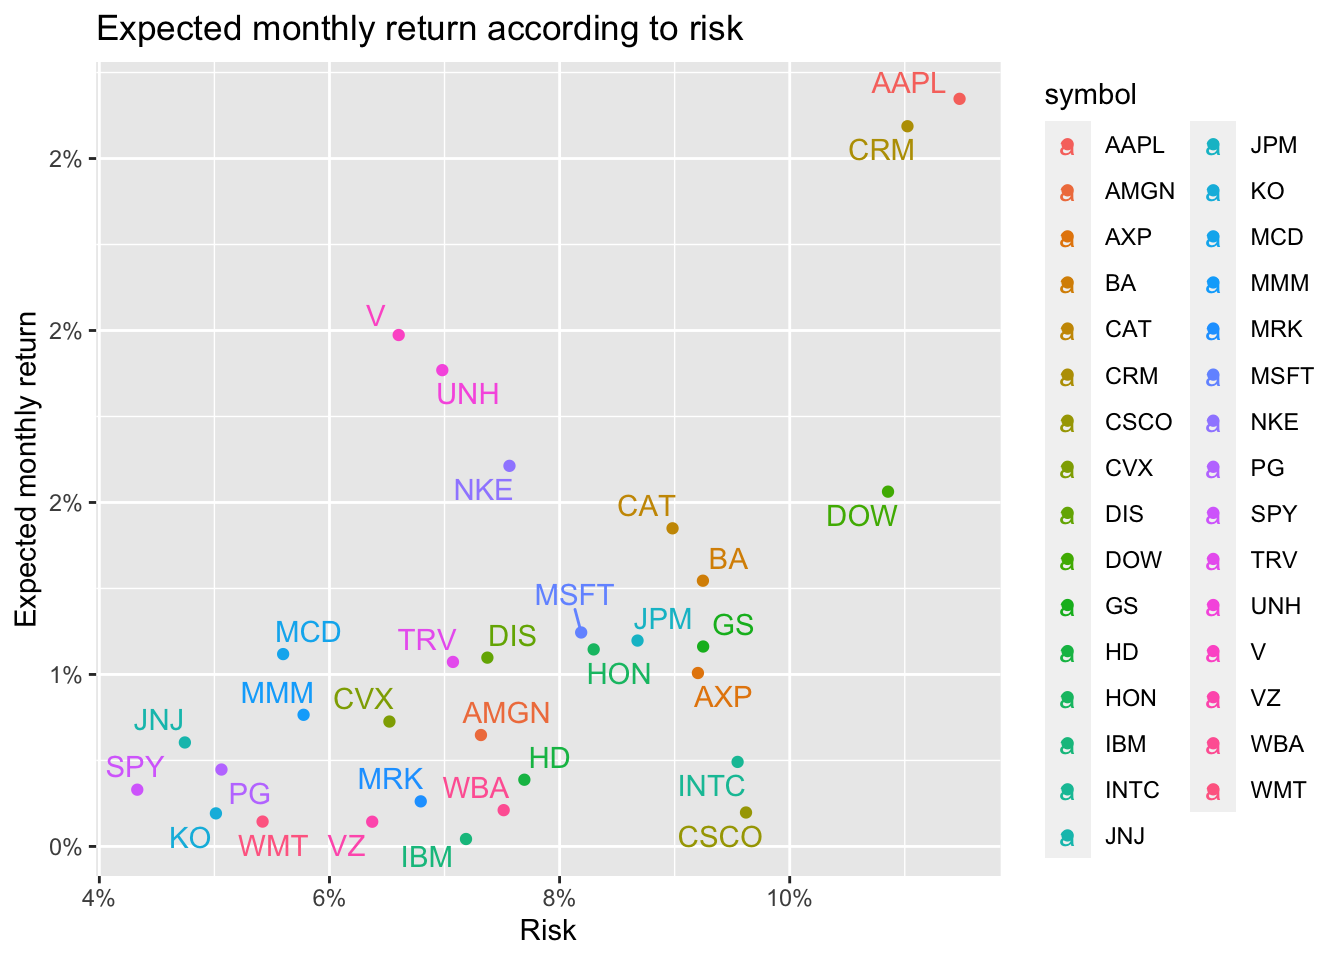 Expected monthly return according to risk
Expected monthly return
2%
2%
2%
1%
0%
AAPL
CRM
V
UNH
NKE
CAT
DOW
BA
MSFT
JPM
GS
MCD
TRV
DIS
HON
MMM
CVX
AMGN
AXP
JNJ
SPY
HD
MRK
WBA
INTC
PG
KO
WMT
VZ
IBM
CSCO
4% 6% 8% 10%
Risk
symbol
a AAPL
a AMGN
a AXP
a BA
a CAT
a CRM
a CSCO
a CVX
a DIS
a DOW
a GS
a HD
a HON
a IBM
a INTC
a JNJ
a JPM
a KO
a MCD
a MMM
a MRK
a MSFT
a NKE
a PG
a SPY
a TRV
a UNH
a V
a VZ
a WBA
a WMT